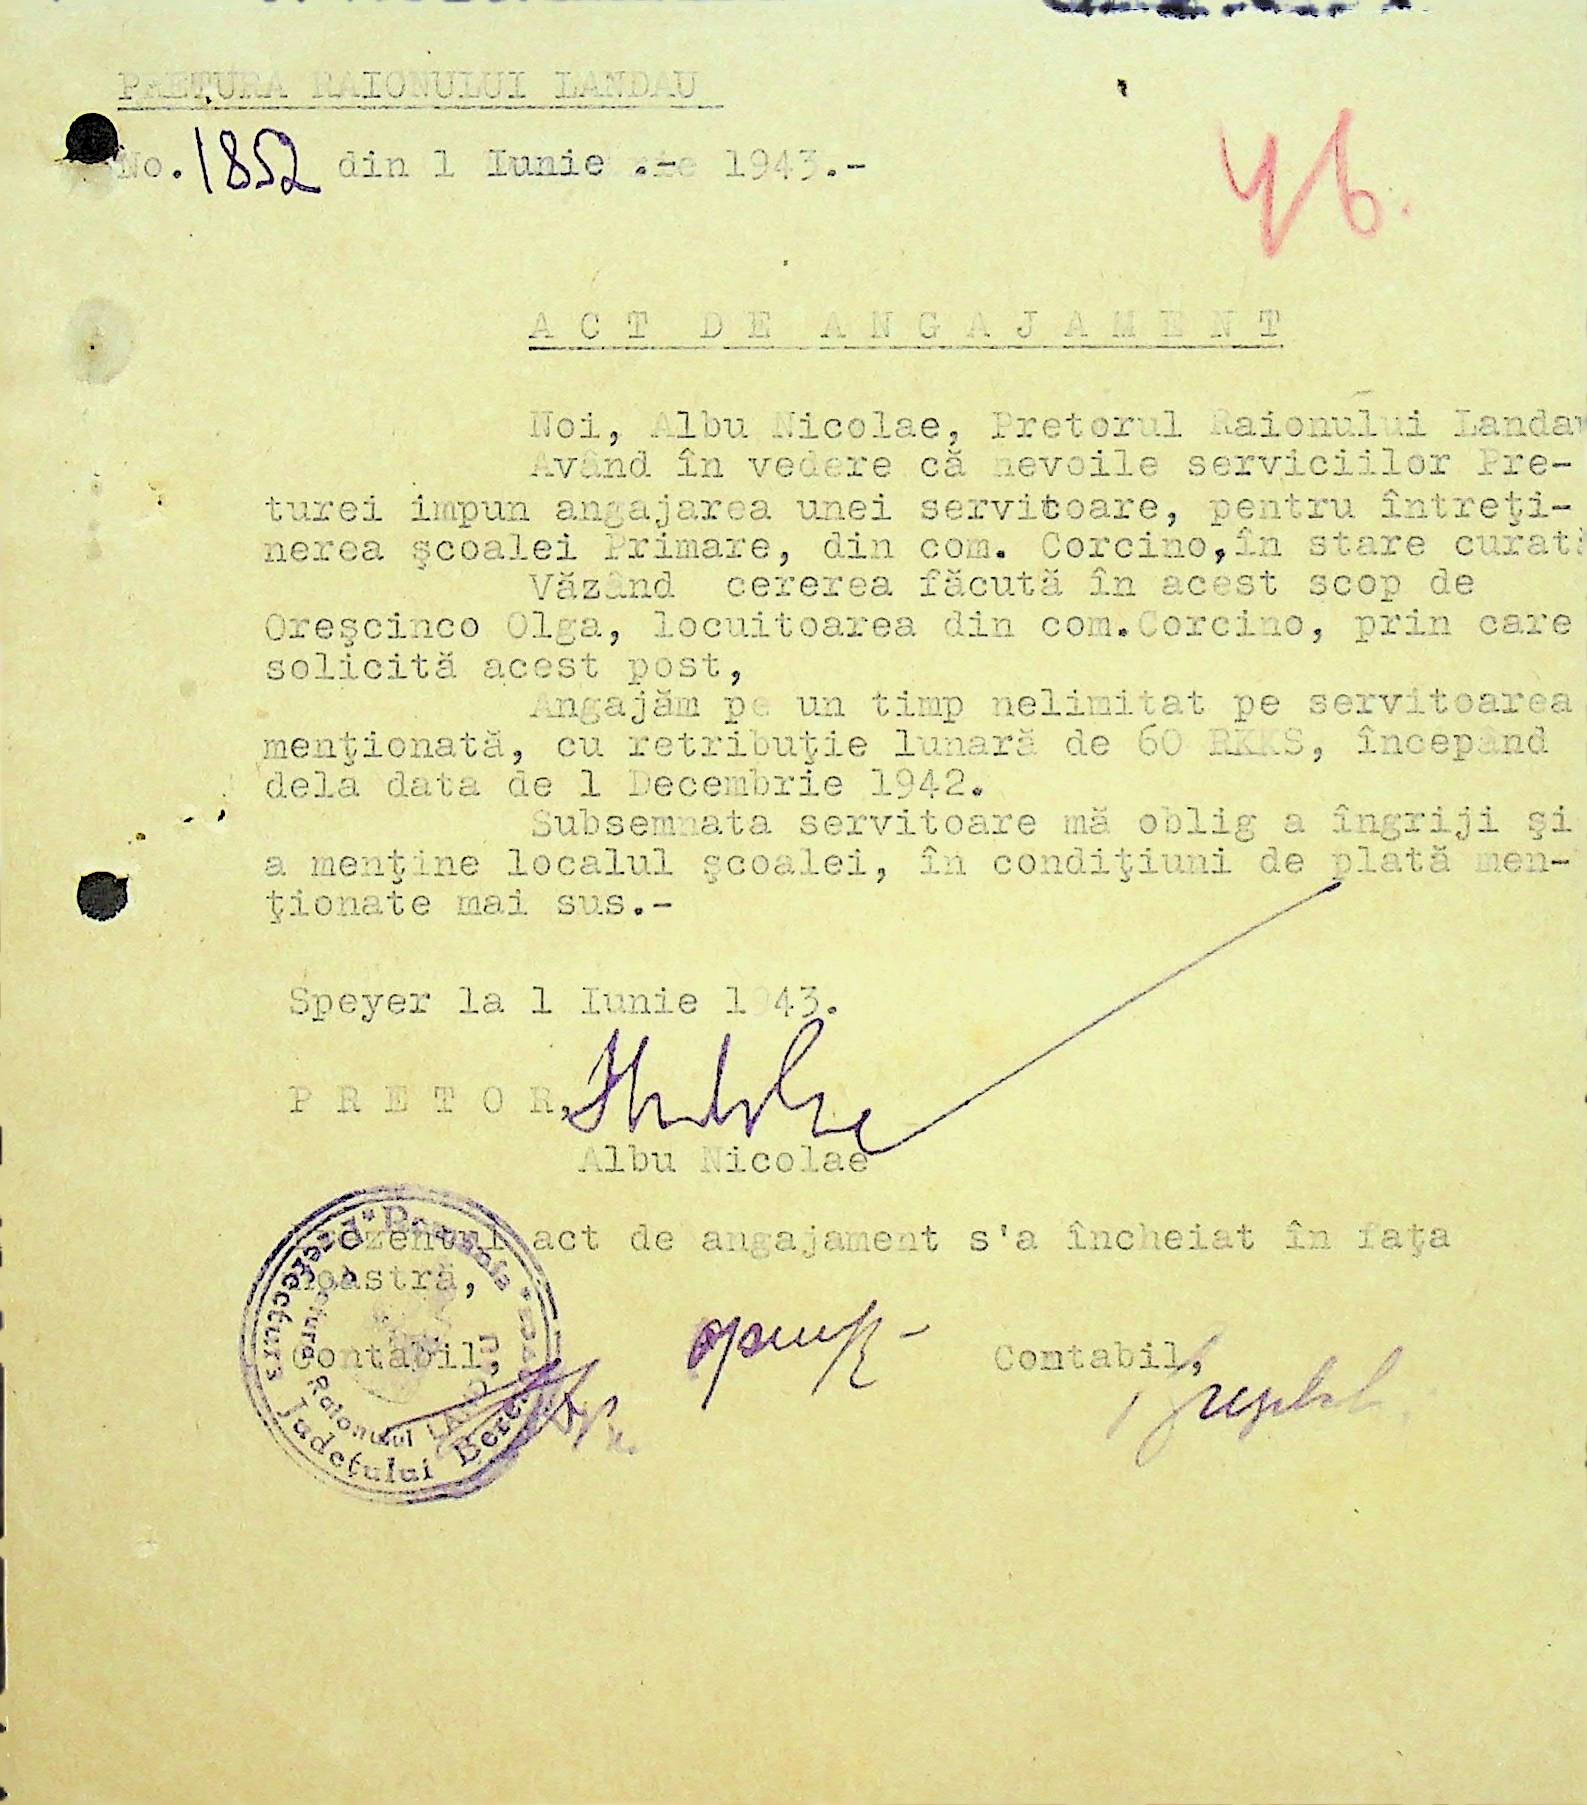 PRETURA RAIONULUI LANDAU
No. 1852 din 1 Iunie 1943.-
46.
ACT DE ANGAJAMENT
Noi, Albu Nicolae, Pretorul Raionului Landau
Având în vedere că nevoile serviciilor Pre-
turei impun angajarea unei servitoare, pentru întreţi-
nerea şcoalei Primare, din com. Corcino, în stare curată
Văzând cererea făcută în acest scop de
Oreşcinco Olga, locuitoarea din com. Corcino, prin care
solicită acest post,
Angajăm pe un timp nelimitat pe servitoarea
menţionată, cu retribuţie lunară de 60 RKKS, începând
dela data de 1 Decembrie 1942.
Subsemnata servitoare mă oblig a îngriji şi
a menţine localul şcoalei, în condiţiuni de plată men-
ţionate mai sus.-
Speyer la 1 Iunie 1943.
PRETOR,
Albu Nicolae
Prezentul act de angajament s'a încheiat în faţa
noastră,
Contabil,
Contabil,
Prefectura Judeţului
Raionului